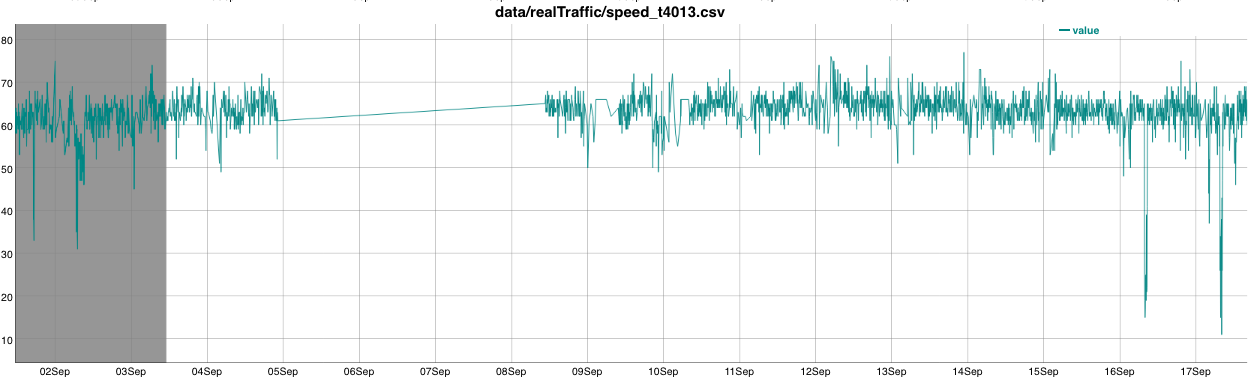 data/realTraffic/speed_t4013.csv
value
80
70
60
50
40
30
20
10
02Sep 03Sep 04Sep 05Sep 06Sep 07Sep 08Sep 09Sep 10Sep 11Sep 12Sep 13Sep 14Sep 15Sep 16Sep 17Sep